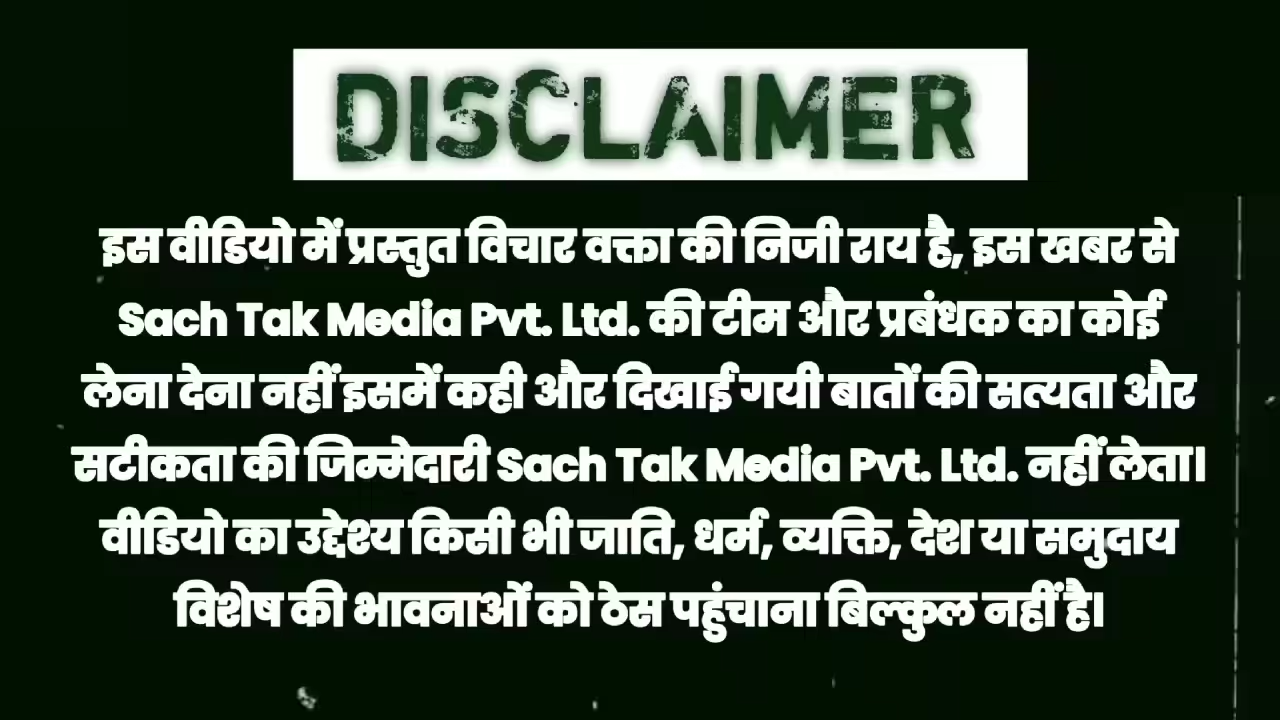 DISCLAIMER
इस वीडियो में प्रस्तुत विचार वक्ता की निजी राय है, इस खबर से
Sach Tak Media Pvt. Ltd. की टीम और प्रबंधक का कोई
लेना देना नहीं इसमें कही और दिखाई गयी बातों की सत्यता और
सटीकता की जिम्मेदारी Sach Tak Media Pvt. Ltd. नहीं लेता।
वीडियो का उद्देश्य किसी भी जाति, धर्म, व्यक्ति, देश या समुदाय
विशेष की भावनाओं को ठेस पहुंचाना बिल्कुल नहीं है।